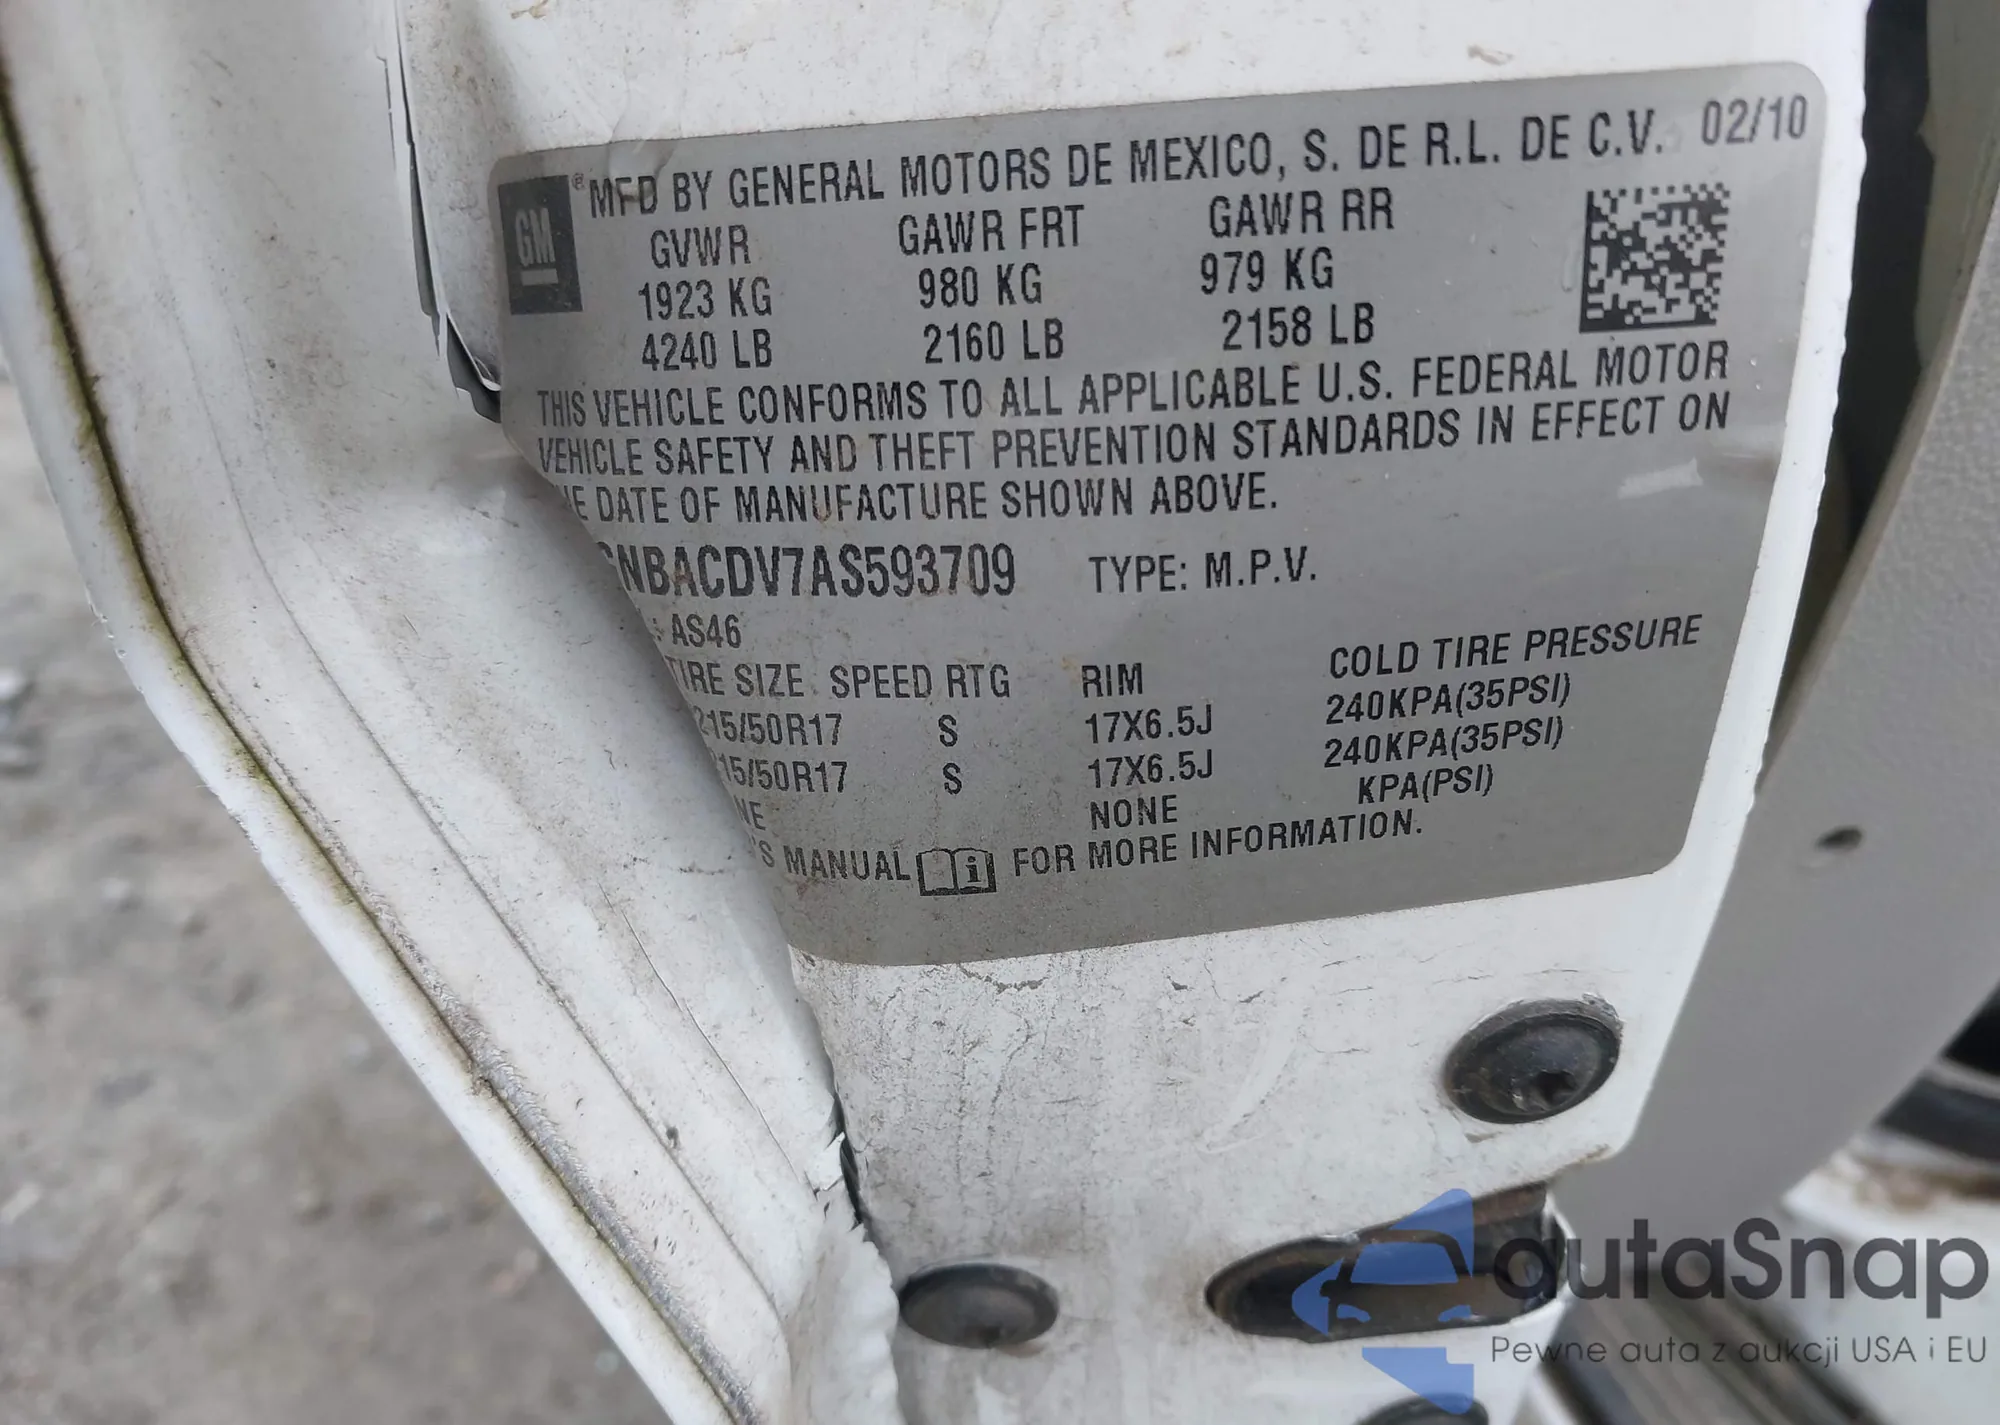 GM
® MFD BY GENERAL MOTORS DE MEXICO, S. DE R.L. DE C.V. 02/10
GVWR GAWR FRT GAWR RR
1923 KG 980 KG 979 KG
4240 LB 2160 LB 2158 LB
THIS VEHICLE CONFORMS TO ALL APPLICABLE U.S. FEDERAL MOTOR
VEHICLE SAFETY AND THEFT PREVENTION STANDARDS IN EFFECT ON
E DATE OF MANUFACTURE SHOWN ABOVE.
NBACDV7AS593709 TYPE: M.P.V.
: AS46
TIRE SIZE SPEED RTG RIM COLD TIRE PRESSURE
215/50R17 S 17X6.5J 240KPA(35PSI)
15/50R17 S 17X6.5J 240KPA(35PSI)
NE NONE KPA(PSI)
'S MANUAL i FOR MORE INFORMATION.
autaSnap
Pewne auta z aukcji USA i EU